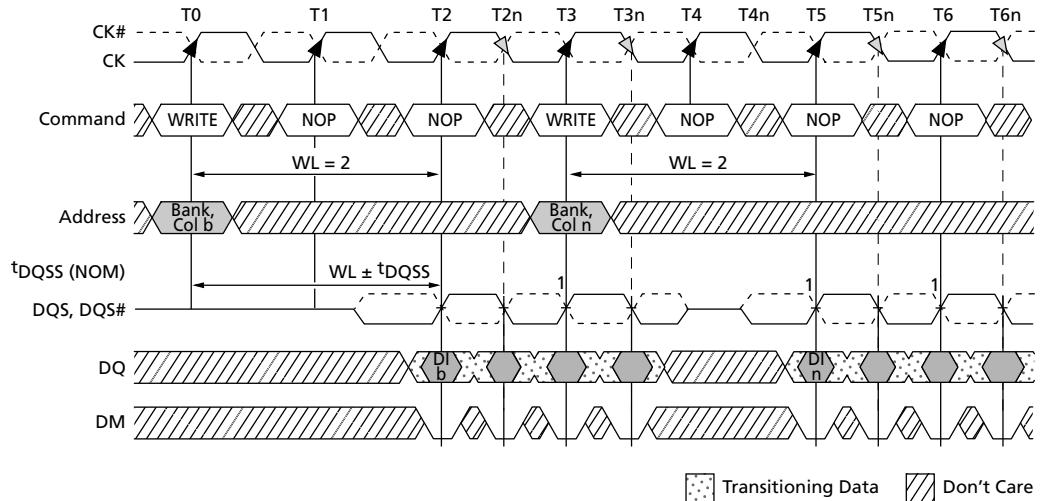 T0 T1 T2 T2n T3 T3n T4 T4n T5 T5n T6 T6n
CK#
CK
Command WRITE NOP NOP WRITE NOP NOP NOP
WL = 2 WL = 2
Address Bank, Col b Bank, Col n
tDQSS (NOM) WL ± tDQSS 1 1 1
DQS, DQS#
DQ DI b DI n
DM
Transitioning Data Don't Care